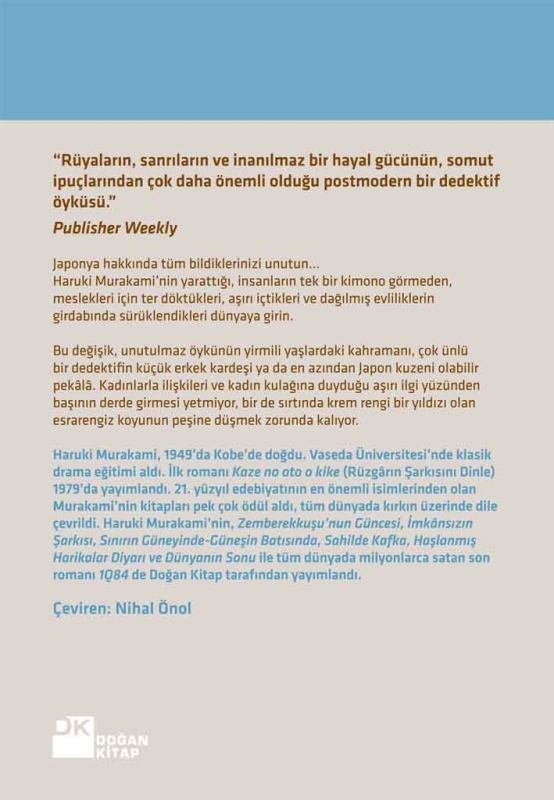 “Rüyaların, sanrıların ve inanılmaz bir hayal gücünün, somut
ipuçlarından çok daha önemli olduğu postmodern bir dedektif
öyküsü.”
Publisher Weekly
Japonya hakkında tüm bildiklerinizi unutun...
Haruki Murakami’nin yarattığı, insanların tek bir kimono görmeden,
meslekleri için ter döktükleri, aşırı içtikleri ve dağılmış evliliklerin
girdabında sürüklendikleri dünyaya girin.
Bu değişik, unutulmaz öykünün yirmili yaşlardaki kahramanı, çok ünlü
bir dedektifin küçük erkek kardeşi ya da en azından Japon kuzeni olabilir
pekâlâ. Kadınlarla ilişkileri ve kadın kulağına duyduğu aşırı ilgi yüzünden
başının derde girmesi yetmiyor, bir de sırtında krem rengi bir yıldızı olan
esrarengiz koyunun peşine düşmek zorunda kalıyor.
Haruki Murakami, 1949’da Kobe’de doğdu. Vaseda Üniversitesi’nde klasik
drama eğitimi aldı. İlk romanı Kaze no oto o kike (Rüzgârın Şarkısını Dinle)
1979’da yayımlandı. 21. yüzyıl edebiyatının en önemli isimlerinden olan
Murakami’nin kitapları pek çok ödül aldı, tüm dünyada kırkın üzerinde dile
çevrildi. Haruki Murakami’nin, Zemberekkuşu’nun Güncesi, İmkânsızın
Şarkısı, Sınırın Güneyinde-Güneşin Batısında, Sahilde Kafka, Haşlanmış
Harikalar Diyarı ve Dünyanın Sonu ile tüm dünyada milyonlarca satan son
romanı 1Q84 de Doğan Kitap tarafından yayımlandı.
Çeviren: Nihal Önol
DK
DOĞAN
KİTAP